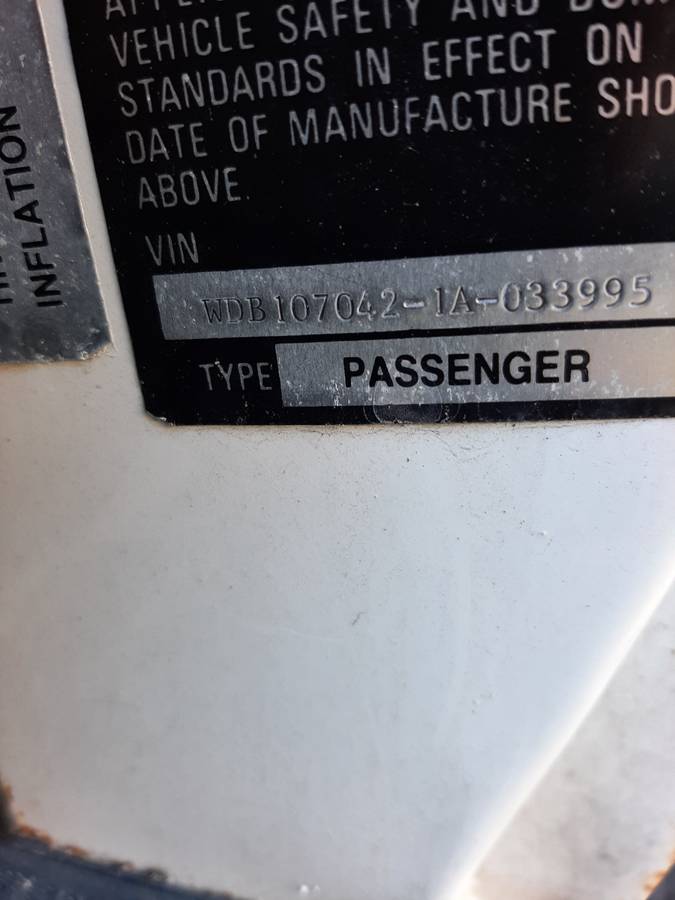 VEHICLE SAFETY AND
STANDARDS IN EFFECT ON
DATE OF MANUFACTURE SHO
ABOVE.
VIN
WDB107042-1A-033995
TYPE PASSENGER
INFLATION